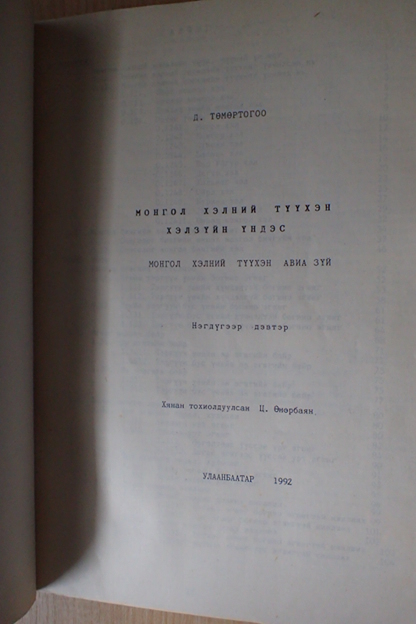 Д. ТӨМӨРТОГОО
МОНГОЛ ХЭЛНИЙ ТҮҮХЭН
ХЭЛЗҮЙН ҮНДЭС
МОНГОЛ ХЭЛНИЙ ТҮҮХЭН АВИА ЗҮЙ
Нэгдүгээр дэвтэр
Хянан тохиолдуулсан Ц. Өнөрбаян
УЛААНБААТАР 1992